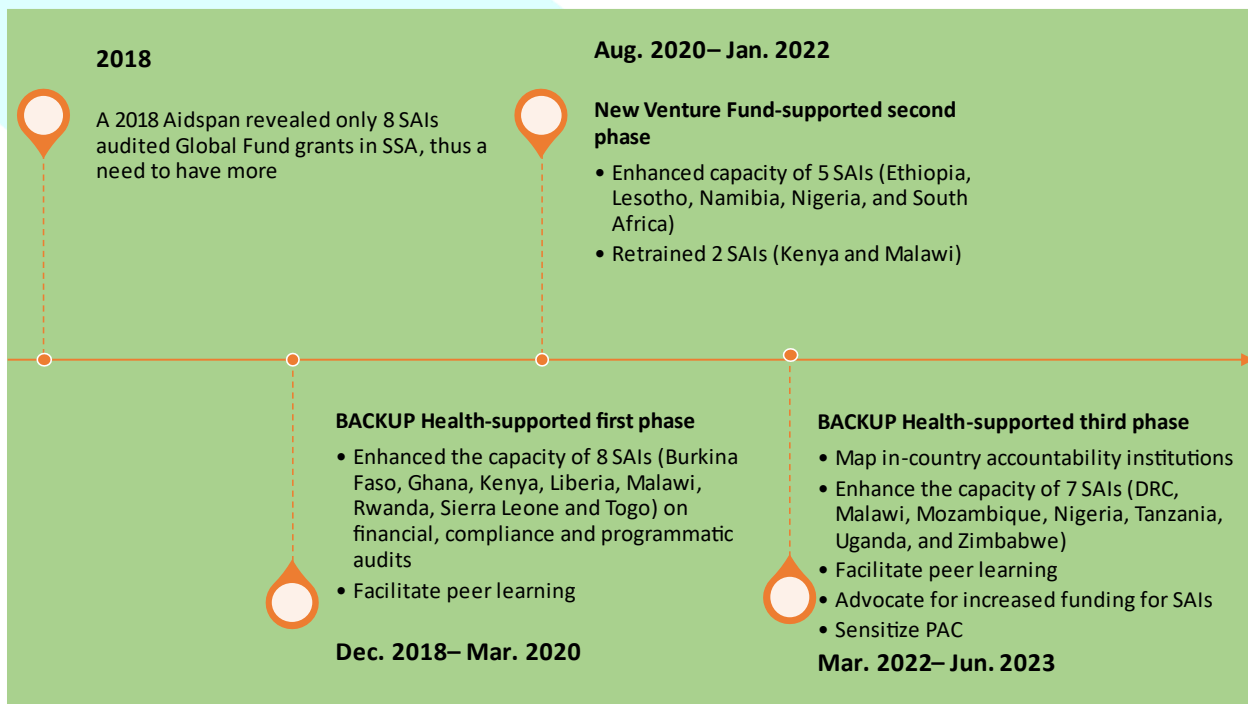 2018
A 2018 Aidspan revealed only 8 SAIs
audited Global Fund grants in SSA, thus a
need to have more
Aug. 2020– Jan. 2022
New Venture Fund-supported second
phase
• Enhanced capacity of 5 SAIs (Ethiopia,
Lesotho, Namibia, Nigeria, and South
Africa)
• Retrained 2 SAIs (Kenya and Malawi)
BACKUP Health-supported first phase
• Enhanced the capacity of 8 SAIs (Burkina
Faso, Ghana, Kenya, Liberia, Malawi,
Rwanda, Sierra Leone and Togo) on
financial, compliance and programmatic
audits
• Facilitate peer learning
Dec. 2018– Mar. 2020
BACKUP Health-supported third phase
• Map in-country accountability institutions
• Enhance the capacity of 7 SAIs (DRC,
Malawi, Mozambique, Nigeria, Tanzania,
Uganda, and Zimbabwe)
• Facilitate peer learning
• Advocate for increased funding for SAIs
• Sensitize PAC
Mar. 2022– Jun. 2023